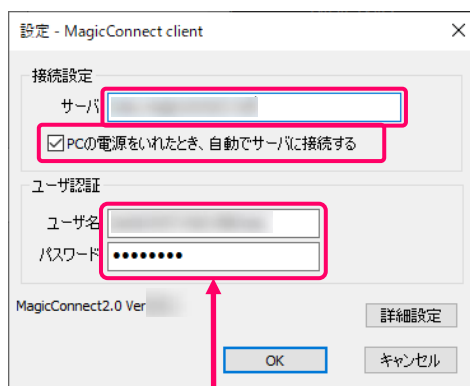 設定 - MagicConnect client
接続設定
サーバ
PCの電源をいれたとき、自動でサーバに接続する
ユーザ認証
ユーザ名
パスワード ●●●●●●●●
MagicConnect2.0 Ver
詳細設定
OK キャンセル